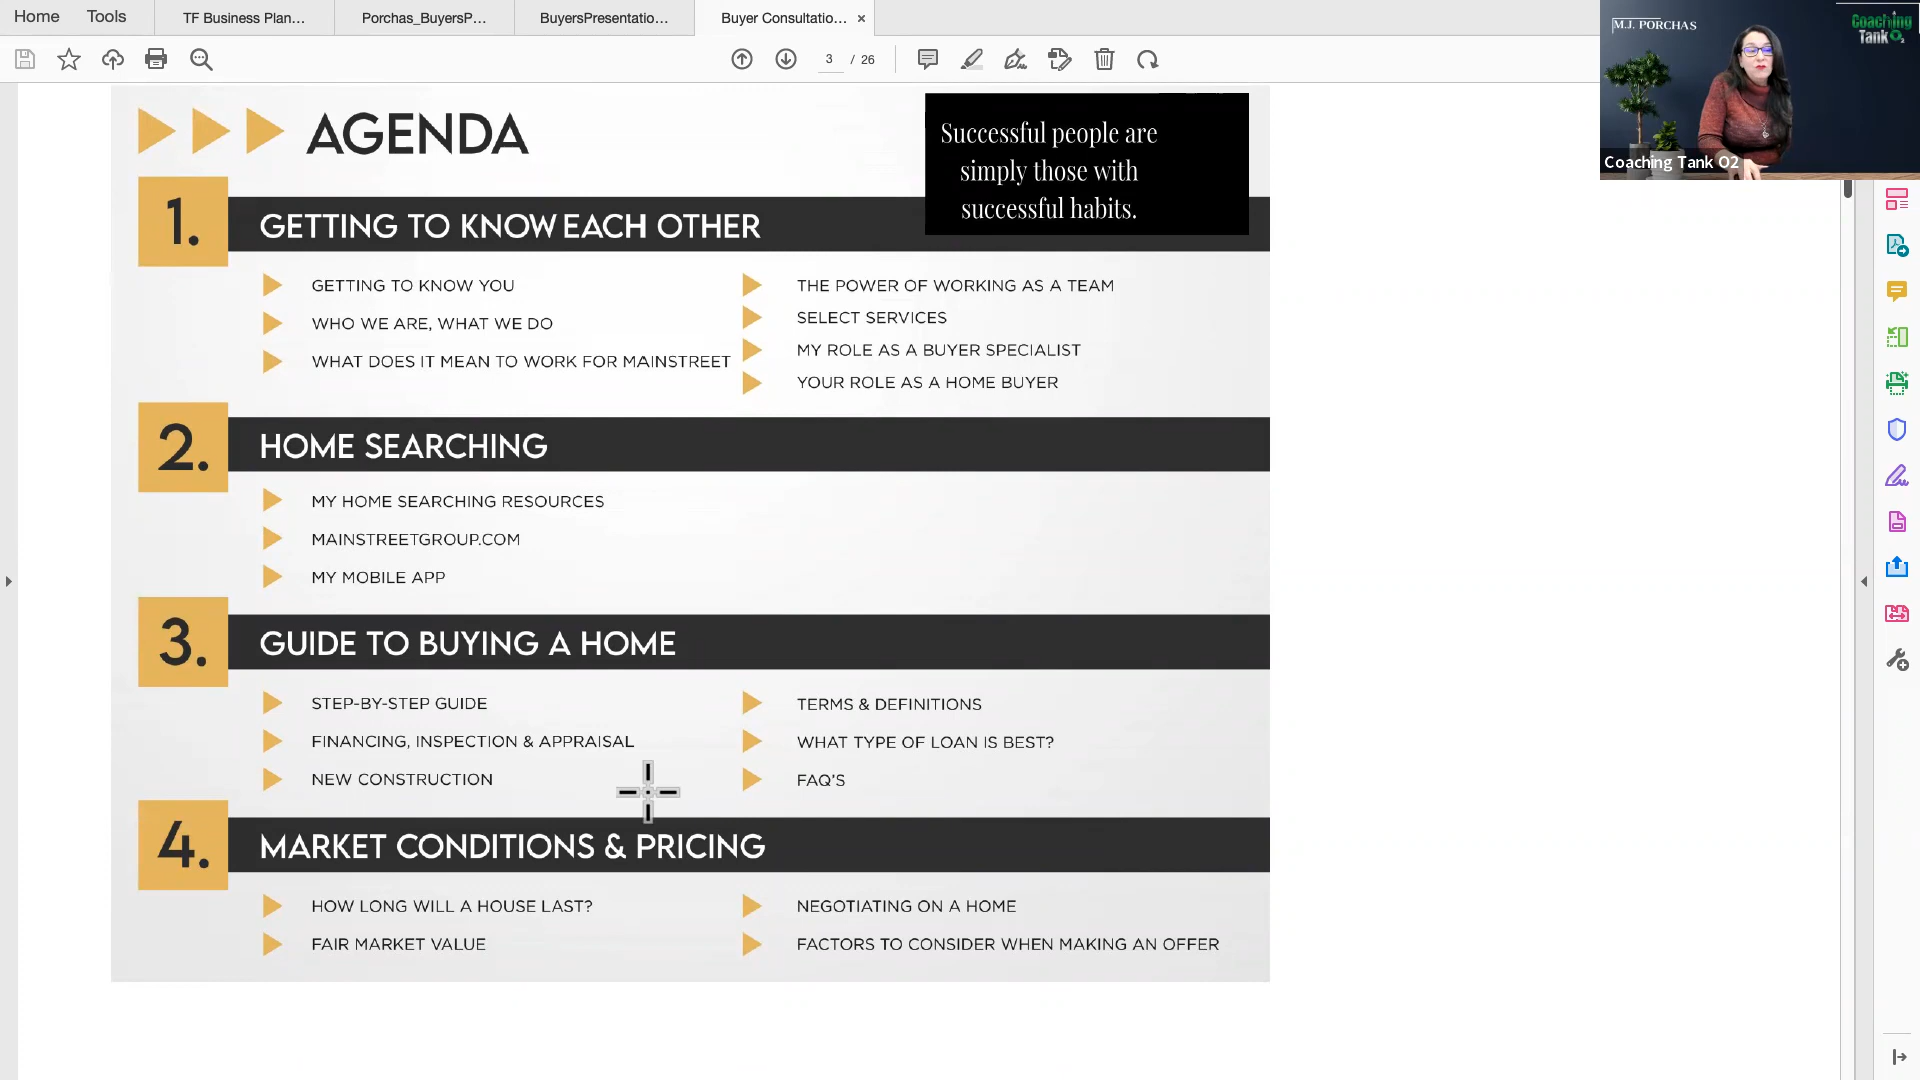 Home
Tools
TF Business Plan...
Porchas_BuyersP...
BuyersPresentatio...
Buyer Consultatio... ×
3 / 26
M.J. PORCHAS
Coaching
Tank O2
Coaching Tank O2
AGENDA
Successful people are
simply those with
successful habits.
1. GETTING TO KNOW EACH OTHER
GETTING TO KNOW YOU
WHO WE ARE, WHAT WE DO
WHAT DOES IT MEAN TO WORK FOR MAINSTREET
THE POWER OF WORKING AS A TEAM
SELECT SERVICES
MY ROLE AS A BUYER SPECIALIST
YOUR ROLE AS A HOME BUYER
2. HOME SEARCHING
MY HOME SEARCHING RESOURCES
MAINSTREETGROUP.COM
MY MOBILE APP
3. GUIDE TO BUYING A HOME
STEP-BY-STEP GUIDE
FINANCING, INSPECTION & APPRAISAL
NEW CONSTRUCTION
TERMS & DEFINITIONS
WHAT TYPE OF LOAN IS BEST?
FAQ'S
4. MARKET CONDITIONS & PRICING
HOW LONG WILL A HOUSE LAST?
FAIR MARKET VALUE
NEGOTIATING ON A HOME
FACTORS TO CONSIDER WHEN MAKING AN OFFER